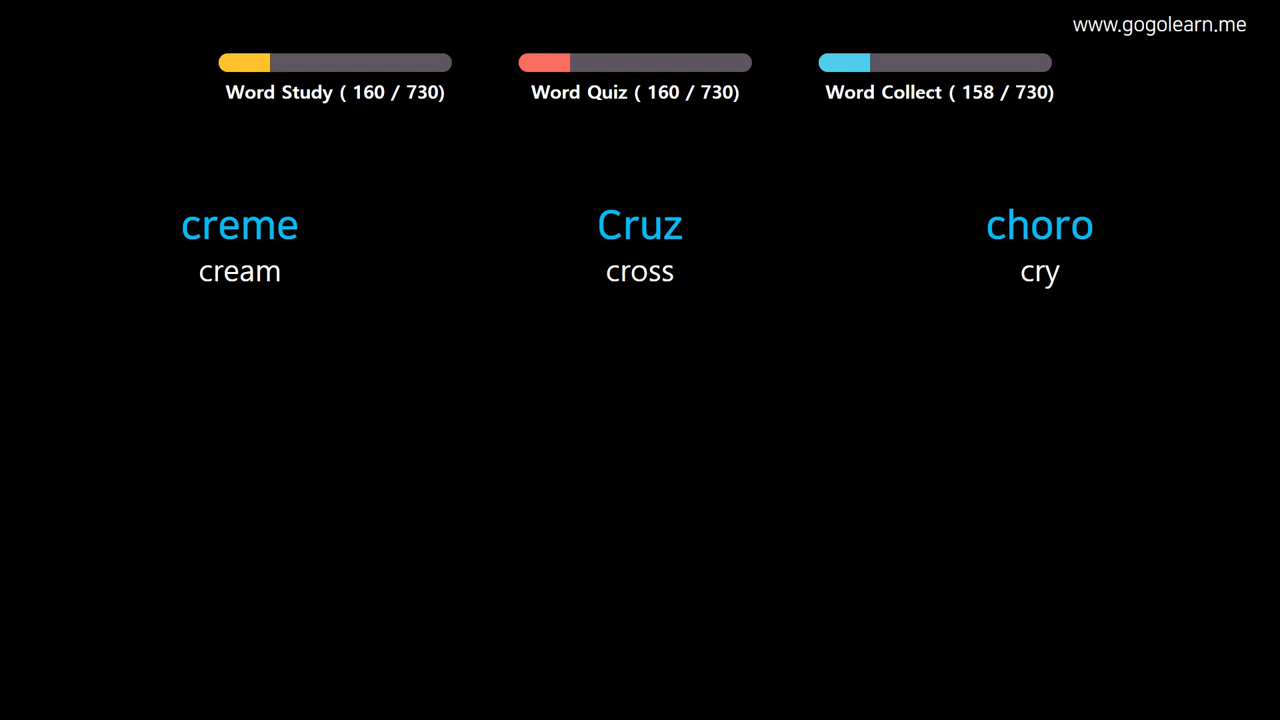 www.gogolearn.me
Word Study ( 160 / 730)
Word Quiz ( 160 / 730)
Word Collect ( 158 / 730)
creme
cream
Cruz
cross
choro
cry